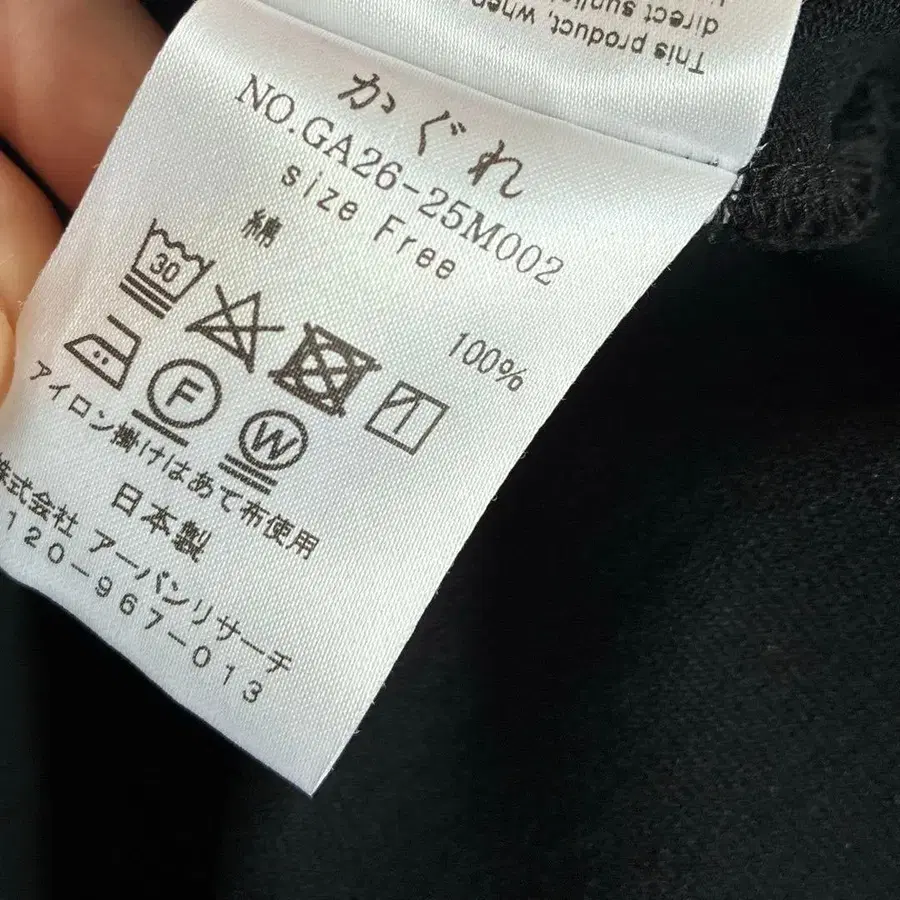 This product, when
direct sunli
かぐれ
NO.GA26-25M002
size Free
綿 100%
30
F W
アイロン掛けはあて布使用
日本製
株式会社 アーバンリサーチ
120-967-013